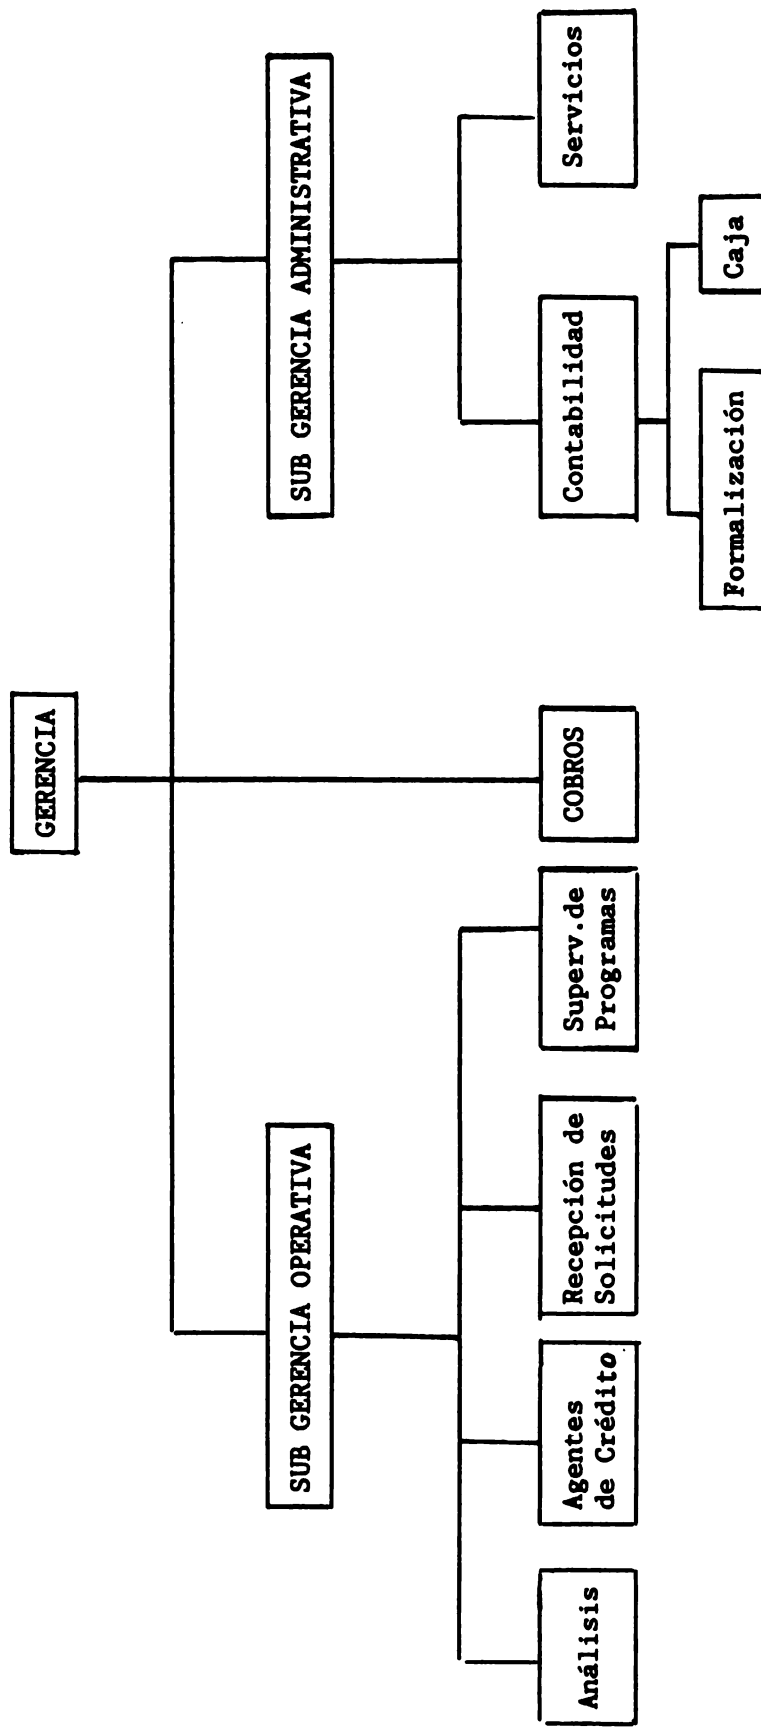 GERENCIA
SUB GERENCIA OPERATIVA
SUB GERENCIA ADMINISTRATIVA
Análisis
Agentes
de Crédito
Recepción de
Solicitudes
Superv.de
Programas
COBROS
Contabilidad
Servicios
Formalización
Caja